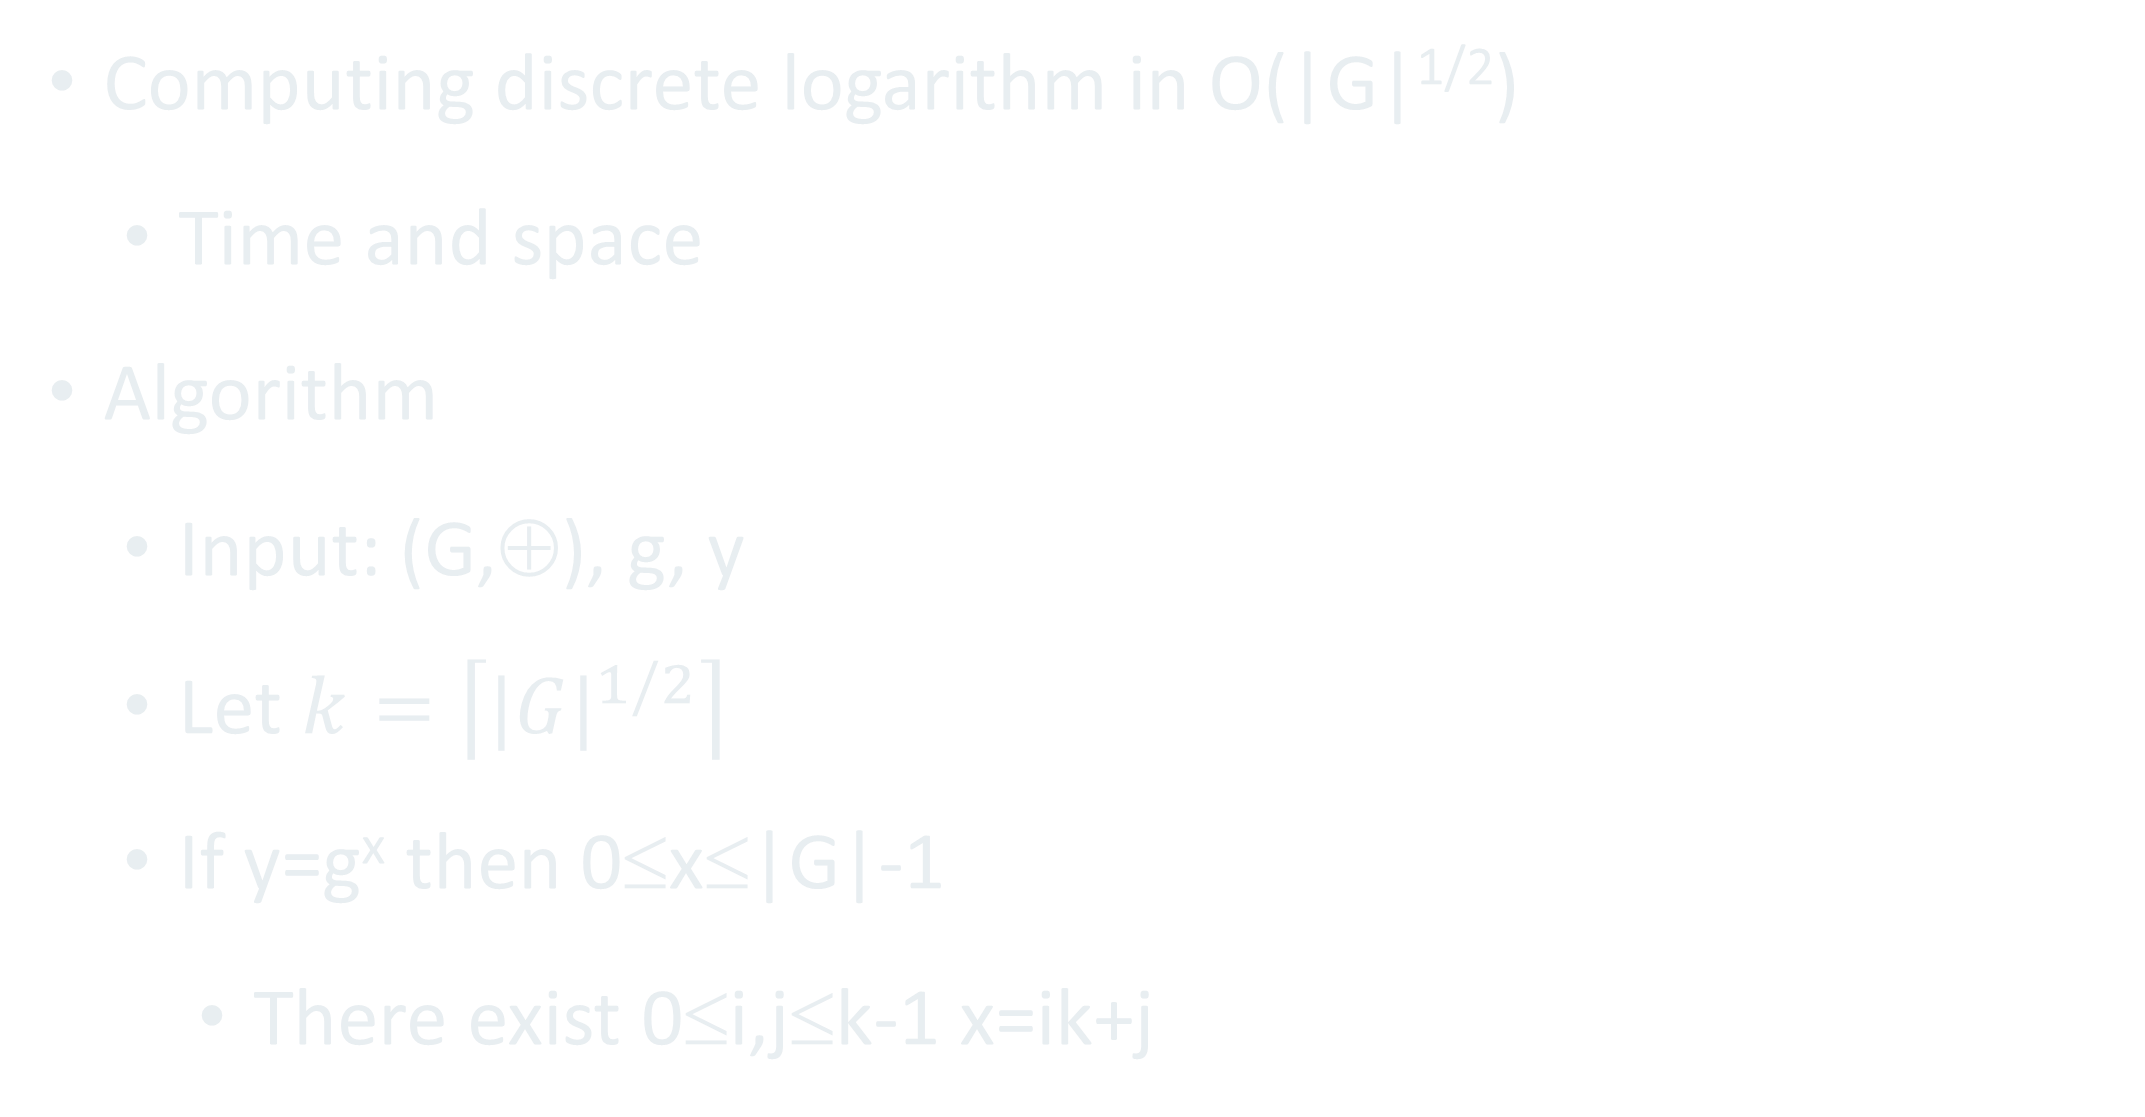 • Computing discrete logarithm in O(|G|^{1/2})
• Time and space
• Algorithm
• Input: (G,⊕), g, y
• Let k = ⌈|G|^{1/2}⌉
• If y=g^x then 0≤x≤|G|-1
• There exist 0≤i,j≤k-1 x=ik+j